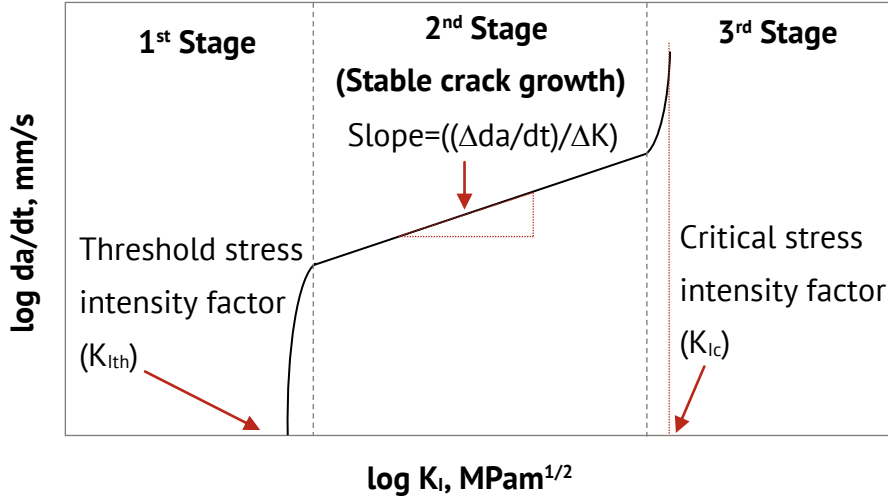 1st Stage
2nd Stage
(Stable crack growth)
Slope=((Δda/dt)/ΔK)
3rd Stage
log da/dt, mm/s
Threshold stress
intensity factor
(KIth)
Critical stress
intensity factor
(KIc)
log KI, MPam1/2